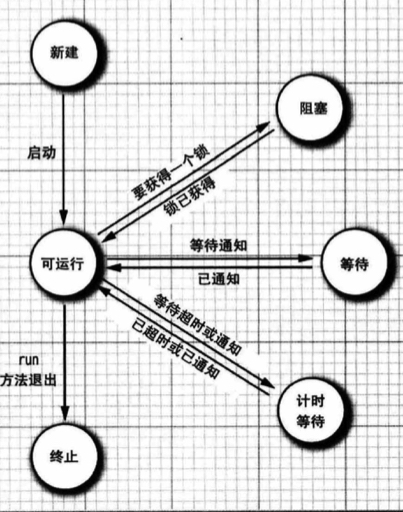 新建
阻塞
启动
要获得一个锁
锁已获得
可运行
等待通知
已通知
等待
等待超时或通知
已超时或已通知
run
方法退出
计时
等待
终止